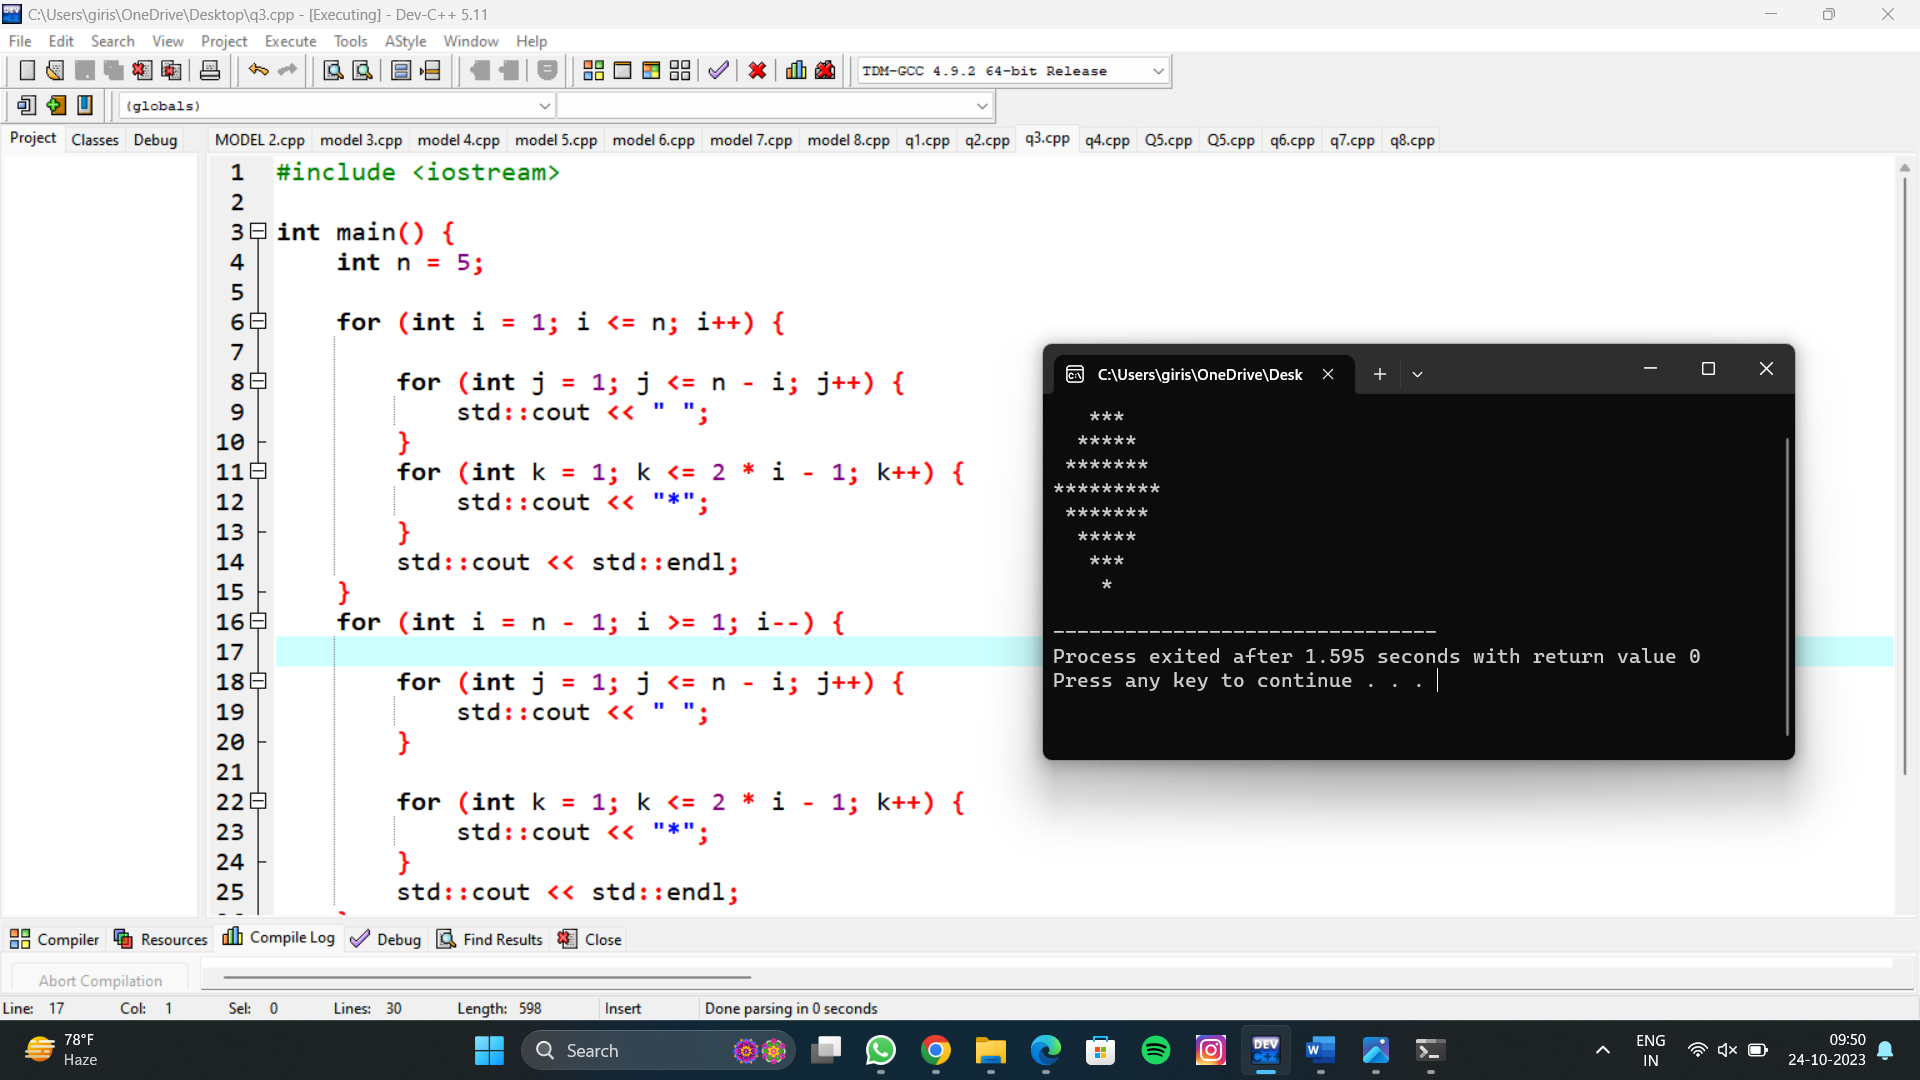 C:\Users\giris\OneDrive\Desktop\q3.cpp - [Executing] - Dev-C++ 5.11
File Edit Search View Project Execute Tools AStyle Window Help
TDM-GCC 4.9.2 64-bit Release
(globals)
Project Classes Debug MODEL 2.cpp model 3.cpp model 4.cpp model 5.cpp model 6.cpp model 7.cpp model 8.cpp q1.cpp q2.cpp q3.cpp q4.cpp Q5.cpp Q5.cpp q6.cpp q7.cpp q8.cpp
1 #include <iostream>
2
3 int main() {
4     int n = 5;
5
6     for (int i = 1; i <= n; i++) {
7
8         for (int j = 1; j <= n - i; j++) {
9             std::cout << " ";
10         }
11         for (int k = 1; k <= 2 * i - 1; k++) {
12             std::cout << "*";
13         }
14         std::cout << std::endl;
15     }
16     for (int i = n - 1; i >= 1; i--) {
17
18         for (int j = 1; j <= n - i; j++) {
19             std::cout << " ";
20         }
21
22         for (int k = 1; k <= 2 * i - 1; k++) {
23             std::cout << "*";
24         }
25         std::cout << std::endl;
C:\Users\giris\OneDrive\Desk
   ***
  *****
 *******
*********
 *******
  *****
   ***
    *
--------------------------------
Process exited after 1.595 seconds with return value 0
Press any key to continue . . .
Compiler Resources Compile Log Debug Find Results Close
Abort Compilation
Line: 17 Col: 1 Sel: 0 Lines: 30 Length: 598 Insert Done parsing in 0 seconds
78°F
Haze
Search
DEV
C++
W
ENG
IN
09:50
24-10-2023